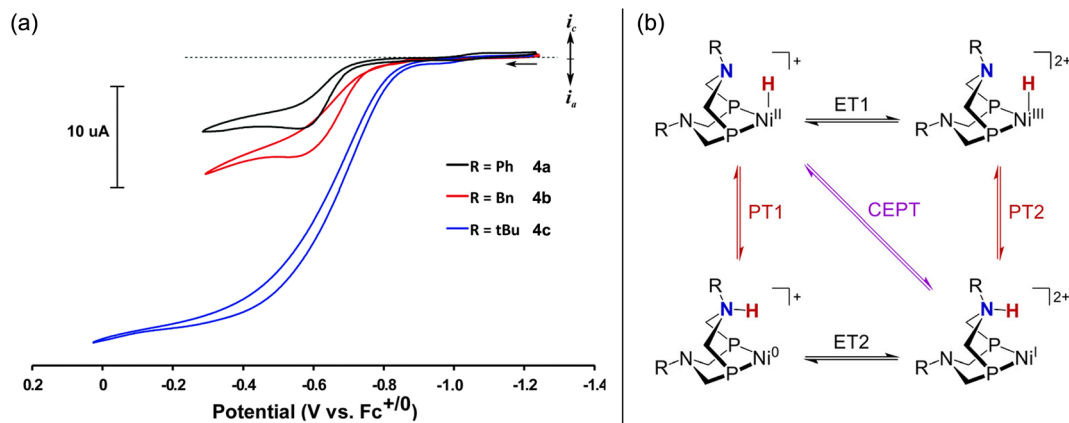 (a)
i_c
i_a
10 uA
R = Ph 4a
R = Bn 4b
R = tBu 4c
0.2 0 -0.2 -0.4 -0.6 -0.8 -1.0 -1.2 -1.4
Potential (V vs. Fc^+/0)
(b)
R
N
H
+
P
R
N
P
Ni^II
ET1
R
N
H
2+
P
R
N
P
Ni^III
PT1
CEPT
PT2
R
N-H
+
P
R
N
P
Ni^0
ET2
R
N-H
2+
P
R
N
P
Ni^I